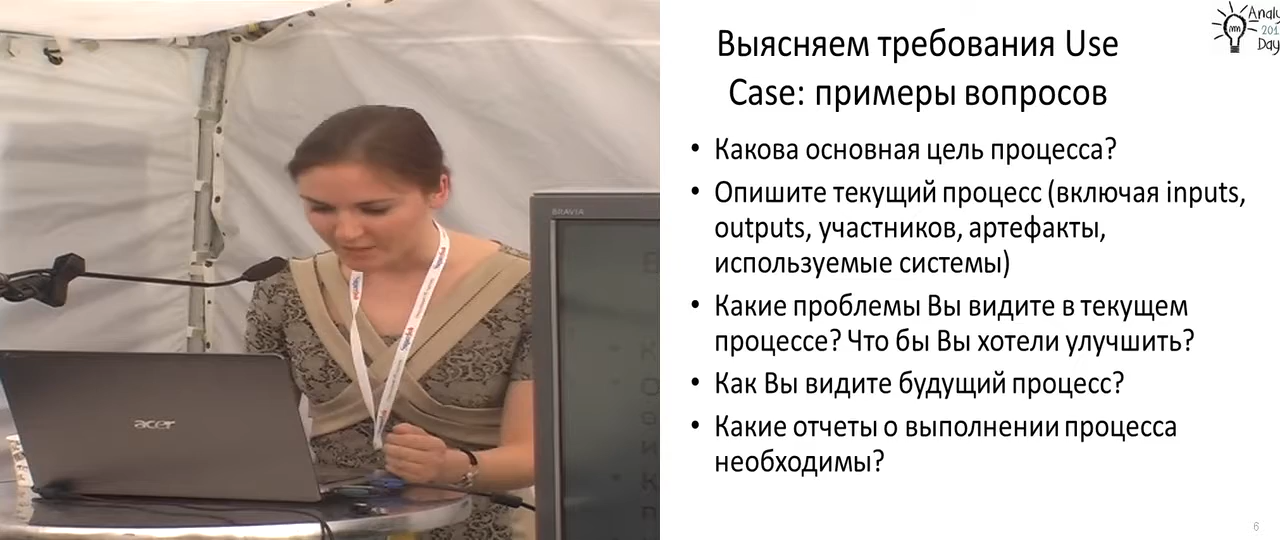 Выясняем требования Use
Case: примеры вопросов
• Какова основная цель процесса?
• Опишите текущий процесс (включая inputs,
outputs, участников, артефакты,
используемые системы)
• Какие проблемы Вы видите в текущем
процессе? Что бы Вы хотели улучшить?
• Как Вы видите будущий процесс?
• Какие отчеты о выполнении процесса
необходимы?
6
Analy
201
Day
BRAVIA
acer